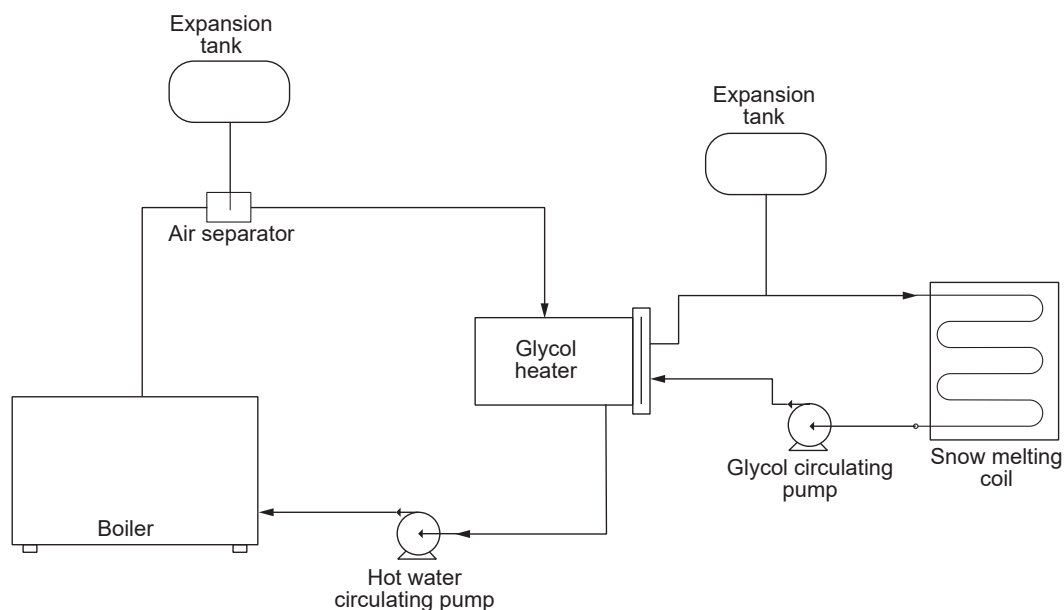 Expansion
tank
Expansion
tank
Air separator
Glycol
heater
Glycol circulating
pump
Snow melting
coil
Boiler
Hot water
circulating pump